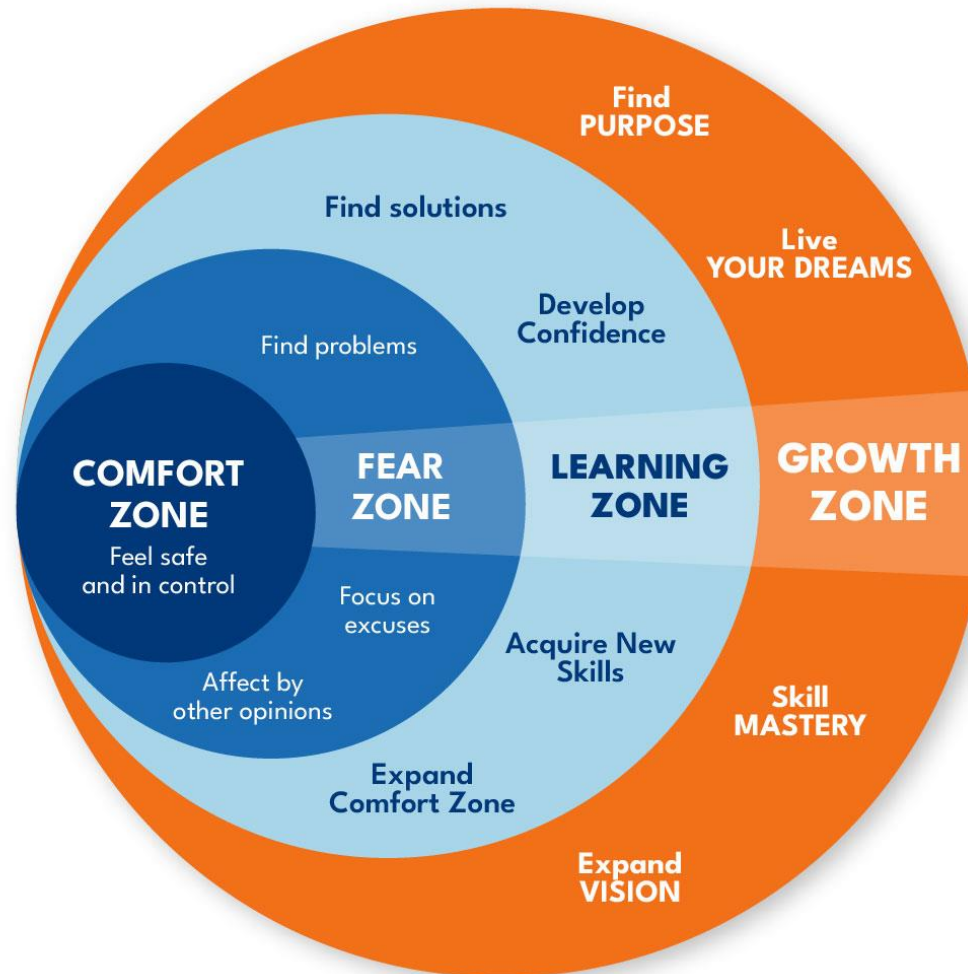 Find
PURPOSE
Live
YOUR DREAMS
Find solutions
Develop
Confidence
Find problems
COMFORT
ZONE
Feel safe
and in control
FEAR
ZONE
LEARNING
ZONE
GROWTH
ZONE
Focus on
excuses
Affect by
other opinions
Acquire New
Skills
Expand
Comfort Zone
Skill
MASTERY
Expand
VISION